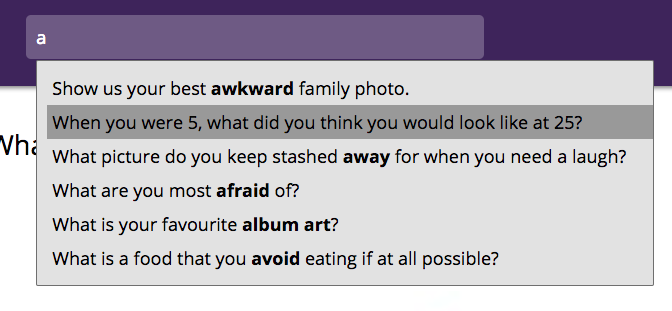 a
Show us your best awkward family photo.
When you were 5, what did you think you would look like at 25?
What picture do you keep stashed away for when you need a laugh?
What are you most afraid of?
What is your favourite album art?
What is a food that you avoid eating if at all possible?